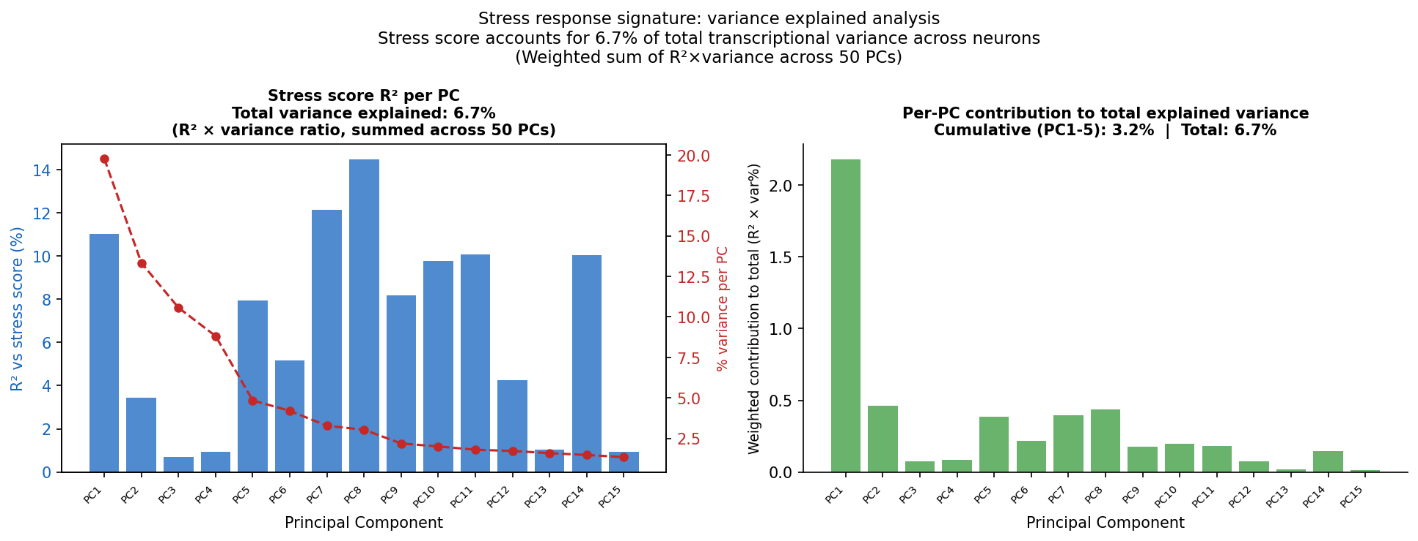 Stress response signature: variance explained analysis
Stress score accounts for 6.7% of total transcriptional variance across neurons
(Weighted sum of R²×variance across 50 PCs)
Stress score R² per PC
Total variance explained: 6.7%
(R² × variance ratio, summed across 50 PCs)
R² vs stress score (%)
14
12
10
8
6
4
2
0
20.0
17.5
15.0
12.5
10.0
7.5
5.0
2.5
% variance per PC
PC1
PC2
PC3
PC4
PC5
PC6
PC7
PC8
PC9
PC10
PC11
PC12
PC13
PC14
PC15
Principal Component
Per-PC contribution to total explained variance
Cumulative (PC1-5): 3.2% | Total: 6.7%
Weighted contribution to total (R² × var%)
2.0
1.5
1.0
0.5
0.0
PC1
PC2
PC3
PC4
PC5
PC6
PC7
PC8
PC9
PC10
PC11
PC12
PC13
PC14
PC15
Principal Component